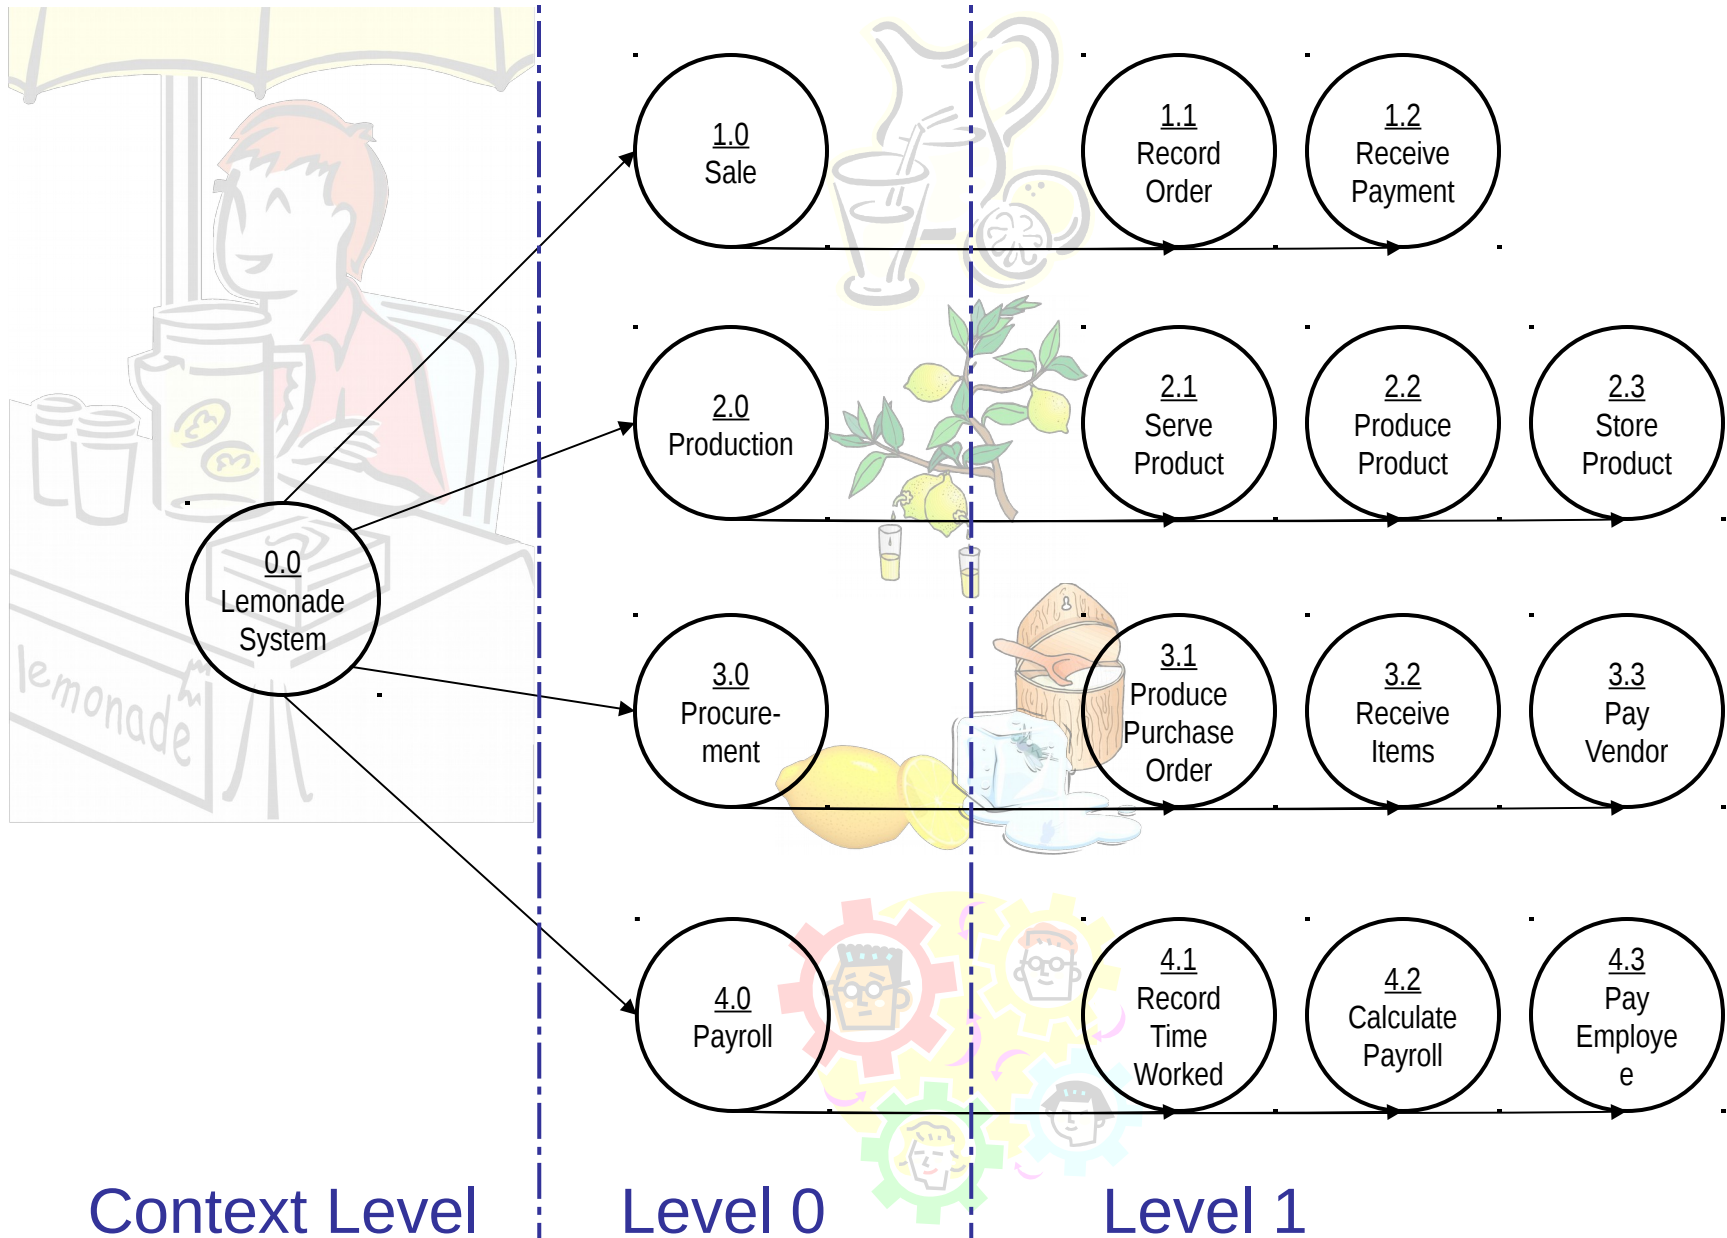 1.0
Sale
1.1
Record
Order
1.2
Receive
Payment
2.0
Production
2.1
Serve
Product
2.2
Produce
Product
2.3
Store
Product
0.0
Lemonade
System
lemonade
3.0
Procure-
ment
3.1
Produce
Purchase
Order
3.2
Receive
Items
3.3
Pay
Vendor
4.0
Payroll
4.1
Record
Time
Worked
4.2
Calculate
Payroll
4.3
Pay
Employe
e
Context Level
Level 0
Level 1